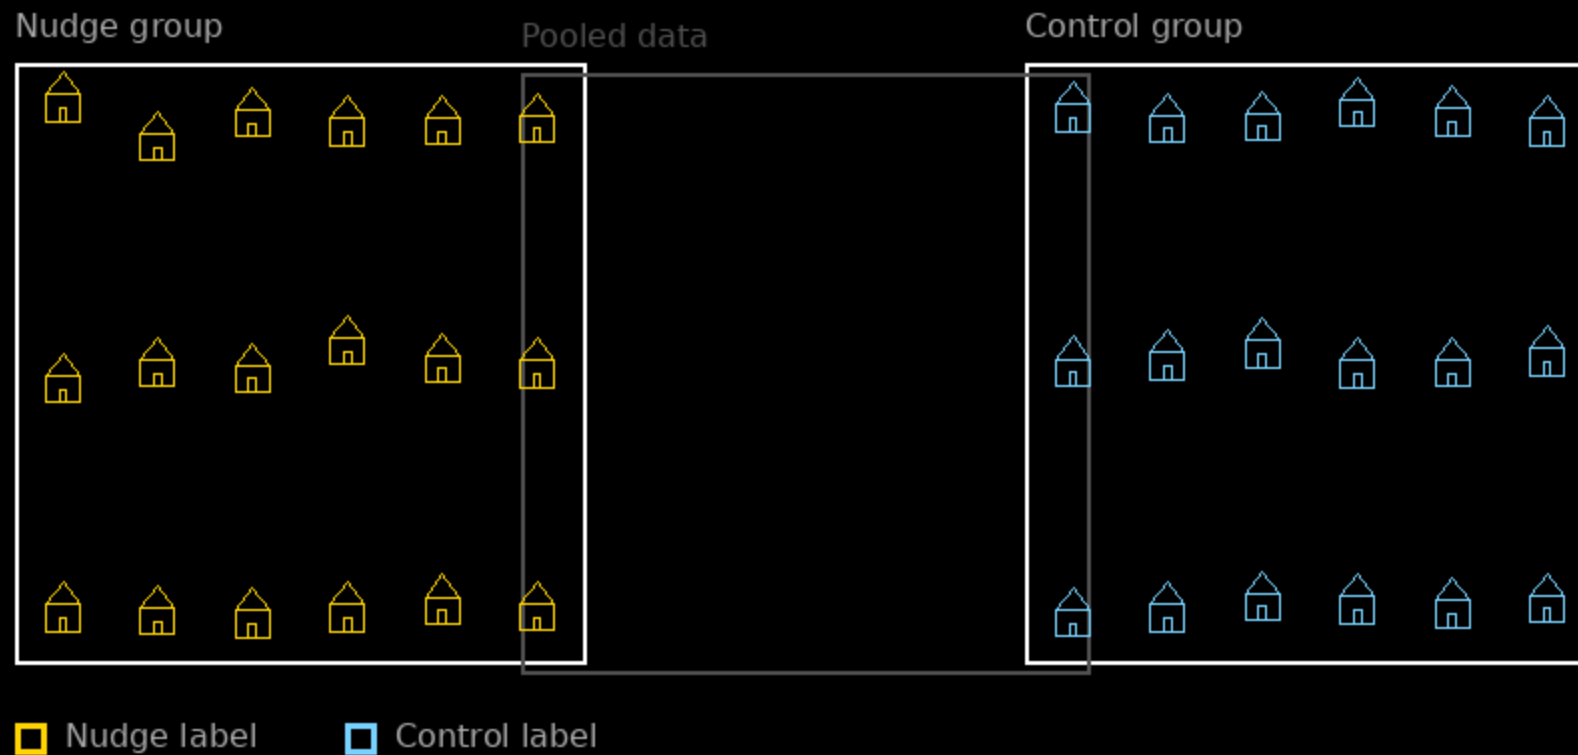 Nudge group
Pooled data
Control group
Nudge label
Control label